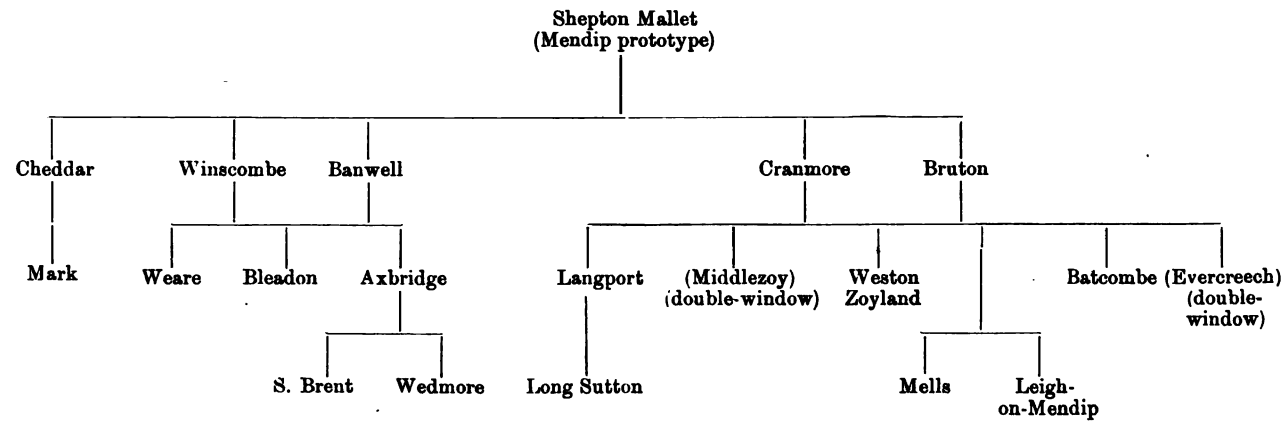 Shepton Mallet
(Mendip prototype)
Cheddar
Winscombe
Banwell
Cranmore
Bruton
Mark
Weare
Bleadon
Axbridge
Langport
(Middlezoy)
(double-window)
Weston
Zoyland
Batcombe
(Evercreech)
(double-
window)
S. Brent
Wedmore
Long Sutton
Mells
Leigh-
on-Mendip